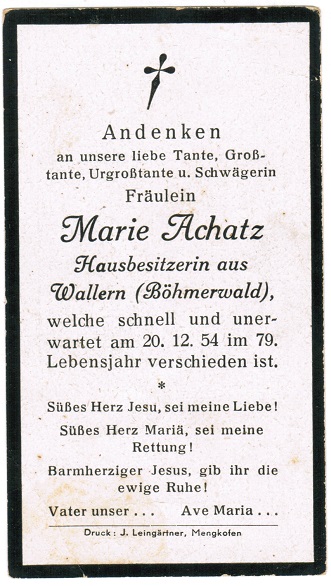 Andenken
an unsere liebe Tante, Groß-
tante, Urgroßtante u. Schwägerin
Fräulein
Marie Achatz
Hausbesitzerin aus
Wallern (Böhmerwald),
welche schnell und uner-
wartet am 20. 12. 54 im 79.
Lebensjahr verschieden ist.
*
Süßes Herz Jesu, sei meine Liebe!
Süßes Herz Mariä, sei meine
Rettung!
Barmherziger Jesus, gib ihr die
ewige Ruhe!
Vater unser . . . Ave Maria . . .
Druck: J. Leingärtner, Mengkofen